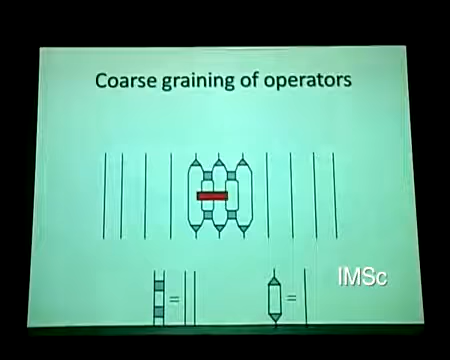 Coarse graining of operators
=
=
IMSc